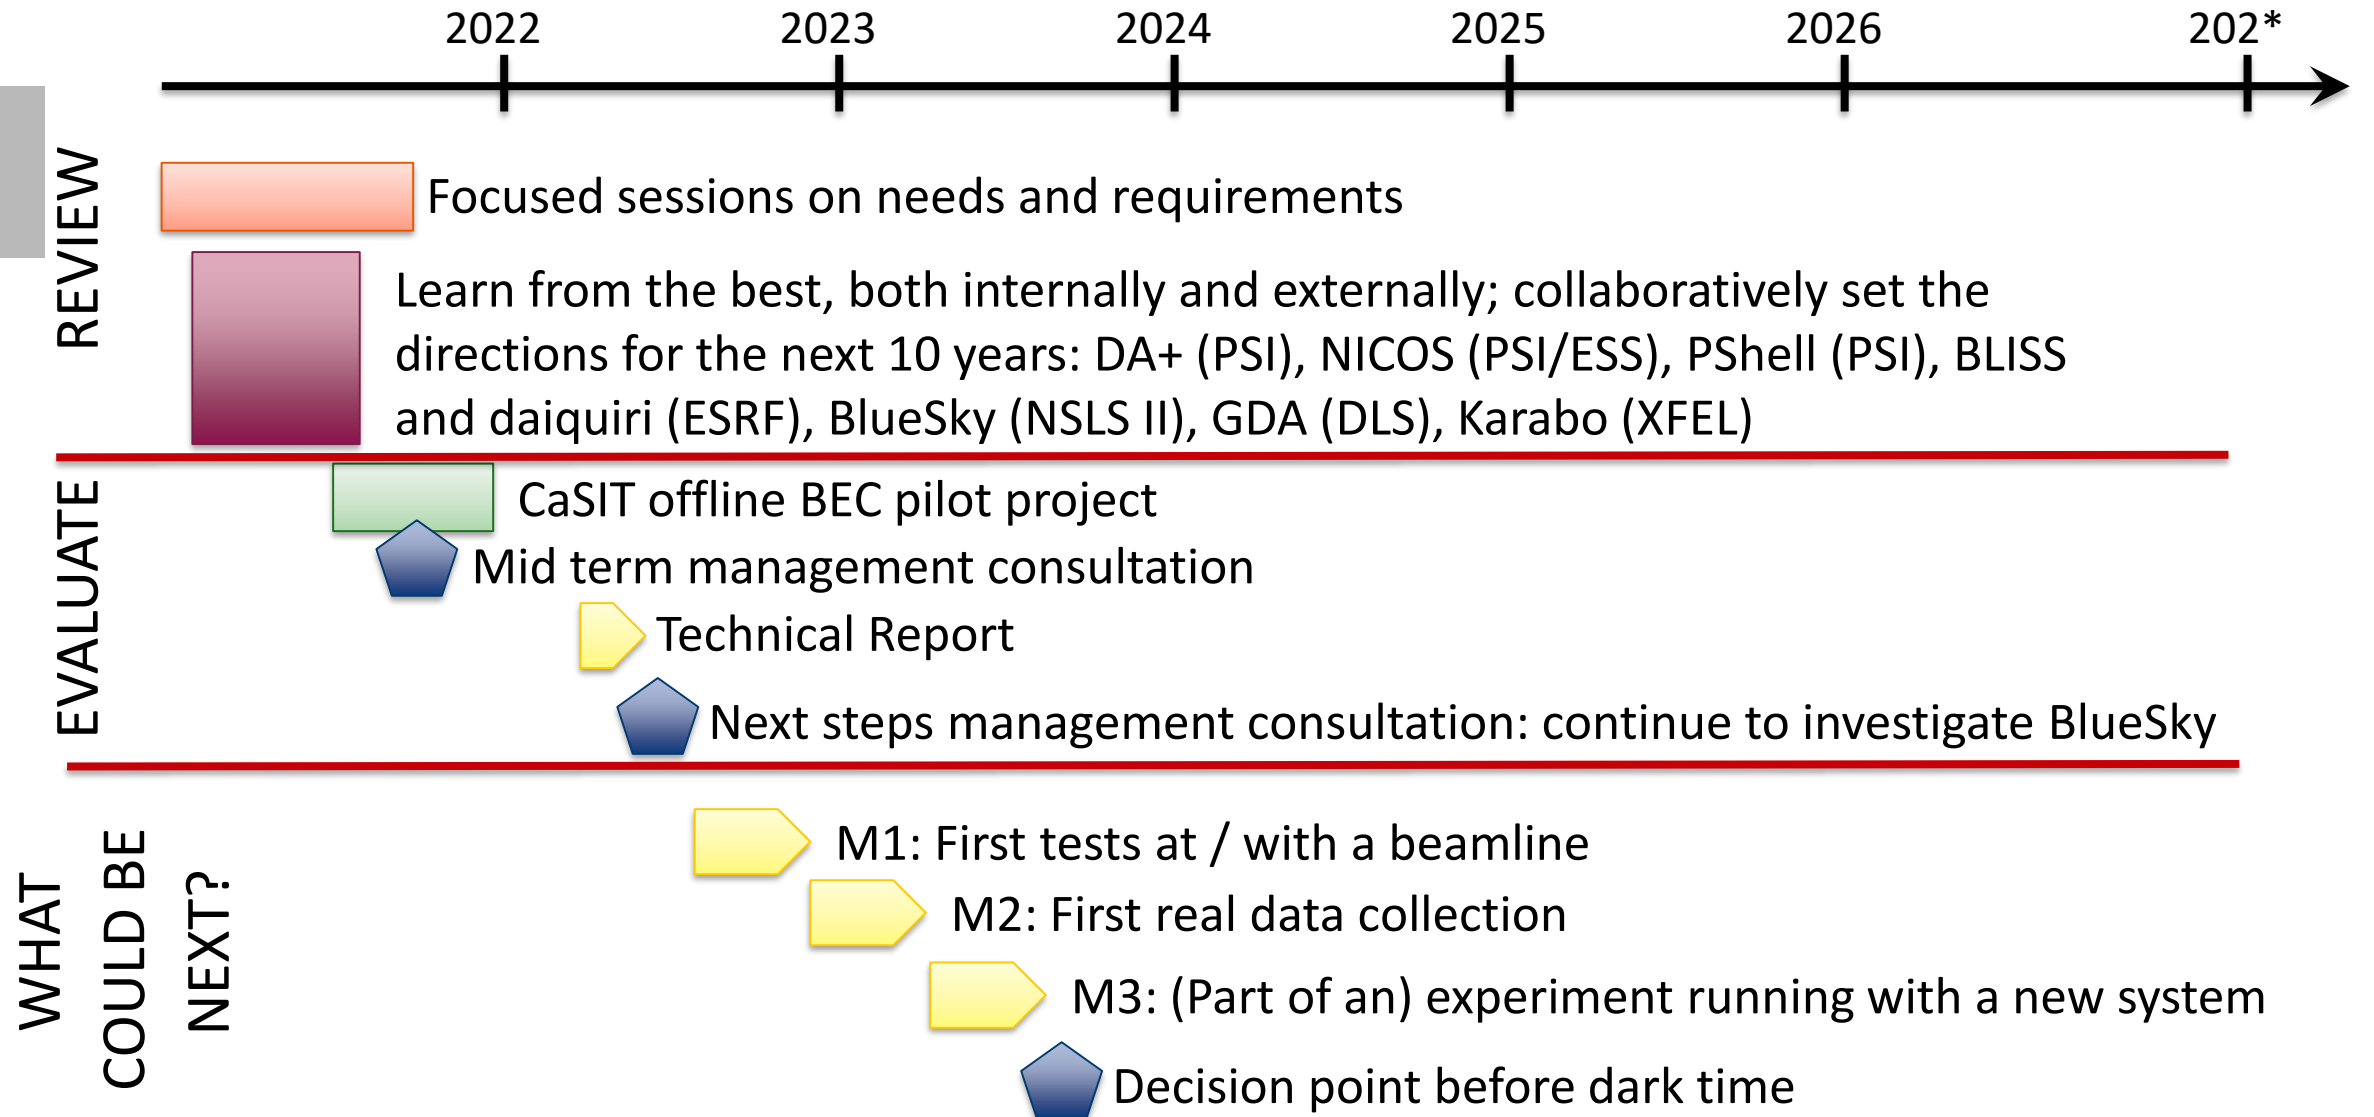 2022 2023 2024 2025 2026 202*
REVIEW
Focused sessions on needs and requirements
Learn from the best, both internally and externally; collaboratively set the
directions for the next 10 years: DA+ (PSI), NICOS (PSI/ESS), PShell (PSI), BLISS
and daiquiri (ESRF), BlueSky (NSLS II), GDA (DLS), Karabo (XFEL)
EVALUATE
CaSIT offline BEC pilot project
Mid term management consultation
Technical Report
Next steps management consultation: continue to investigate BlueSky
WHAT
COULD BE
NEXT?
M1: First tests at / with a beamline
M2: First real data collection
M3: (Part of an) experiment running with a new system
Decision point before dark time